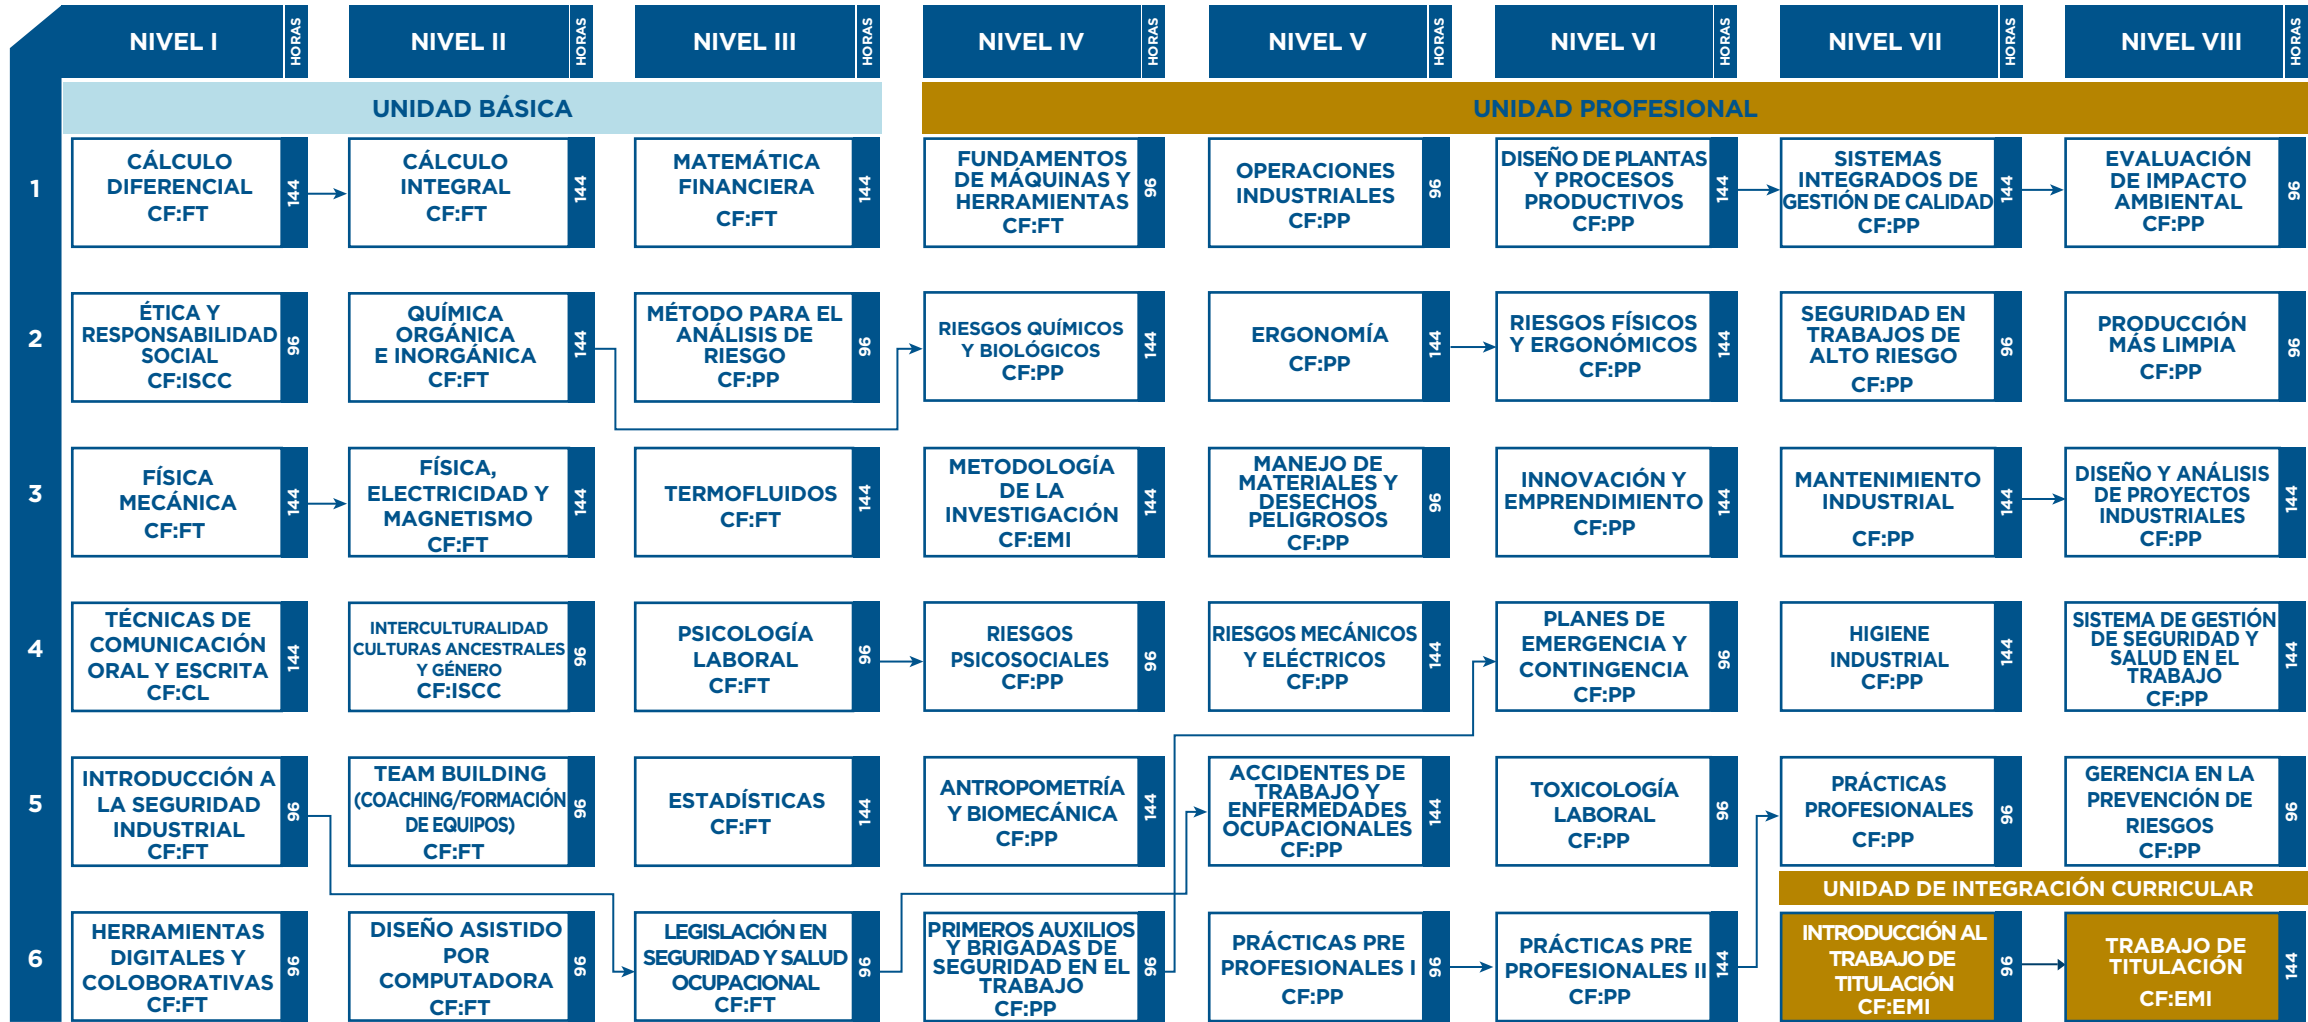 NIVEL I
HORAS
NIVEL II
HORAS
NIVEL III
HORAS
NIVEL IV
HORAS
NIVEL V
HORAS
NIVEL VI
HORAS
NIVEL VII
HORAS
NIVEL VIII
HORAS
UNIDAD BÁSICA
UNIDAD PROFESIONAL
1
CÁLCULO
DIFERENCIAL
CF:FT
144
CÁLCULO
INTEGRAL
CF:FT
144
MATEMÁTICA
FINANCIERA
CF:FT
144
FUNDAMENTOS
DE MÁQUINAS Y
HERRAMIENTAS
CF:FT
96
OPERACIONES
INDUSTRIALES
CF:PP
96
DISEÑO DE PLANTAS
Y PROCESOS
PRODUCTIVOS
CF:PP
144
SISTEMAS
INTEGRADOS DE
GESTIÓN DE CALIDAD
CF:PP
144
EVALUACIÓN
DE IMPACTO
AMBIENTAL
CF:PP
96
2
ÉTICA Y
RESPONSABILIDAD
SOCIAL
CF:ISCC
96
QUÍMICA
ORGÁNICA
E INORGÁNICA
CF:FT
144
MÉTODO PARA EL
ANÁLISIS DE
RIESGO
CF:PP
96
RIESGOS QUÍMICOS
Y BIOLÓGICOS
CF:PP
144
ERGONOMÍA
CF:PP
144
RIESGOS FÍSICOS
Y ERGONÓMICOS
CF:PP
144
SEGURIDAD EN
TRABAJOS DE
ALTO RIESGO
CF:PP
96
PRODUCCIÓN
MÁS LIMPIA
CF:PP
96
3
FÍSICA
MECÁNICA
CF:FT
144
FÍSICA,
ELECTRICIDAD Y
MAGNETISMO
CF:FT
144
TERMOFLUIDOS
CF:FT
144
METODOLOGÍA
DE LA
INVESTIGACIÓN
CF:EMI
144
MANEJO DE
MATERIALES Y
DESECHOS
PELIGROSOS
CF:PP
96
INNOVACIÓN Y
EMPRENDIMIENTO
CF:PP
144
MANTENIMIENTO
INDUSTRIAL
CF:PP
144
DISEÑO Y ANÁLISIS
DE PROYECTOS
INDUSTRIALES
CF:PP
144
4
TÉCNICAS DE
COMUNICACIÓN
ORAL Y ESCRITA
CF:CL
144
INTERCULTURALIDAD
CULTURAS ANCESTRALES
Y GÉNERO
CF:ISCC
96
PSICOLOGÍA
LABORAL
CF:FT
96
RIESGOS
PSICOSOCIALES
CF:PP
96
RIESGOS MECÁNICOS
Y ELÉCTRICOS
CF:PP
144
PLANES DE
EMERGENCIA Y
CONTINGENCIA
CF:PP
96
HIGIENE
INDUSTRIAL
CF:PP
144
SISTEMA DE GESTIÓN
DE SEGURIDAD Y
SALUD EN EL
TRABAJO
CF:PP
144
5
INTRODUCCIÓN A
LA SEGURIDAD
INDUSTRIAL
CF:FT
96
TEAM BUILDING
(COACHING/FORMACIÓN
DE EQUIPOS)
CF:FT
96
ESTADÍSTICAS
CF:FT
144
ANTROPOMETRÍA
Y BIOMECÁNICA
CF:PP
144
ACCIDENTES DE
TRABAJO Y
ENFERMEDADES
OCUPACIONALES
CF:PP
144
TOXICOLOGÍA
LABORAL
CF:PP
96
PRÁCTICAS
PROFESIONALES
CF:PP
96
GERENCIA EN LA
PREVENCIÓN DE
RIESGOS
CF:PP
96
UNIDAD DE INTEGRACIÓN CURRICULAR
6
HERRAMIENTAS
DIGITALES Y
COLOBORATIVAS
CF:FT
96
DISEÑO ASISTIDO
POR
COMPUTADORA
CF:FT
96
LEGISLACIÓN EN
SEGURIDAD Y SALUD
OCUPACIONAL
CF:FT
96
PRIMEROS AUXILIOS
Y BRIGADAS DE
SEGURIDAD EN EL
TRABAJO
CF:PP
96
PRÁCTICAS PRE
PROFESIONALES I
CF:PP
96
PRÁCTICAS PRE
PROFESIONALES II
CF:PP
144
INTRODUCCIÓN AL
TRABAJO DE
TITULACIÓN
CF:EMI
96
TRABAJO DE
TITULACIÓN
CF:EMI
144